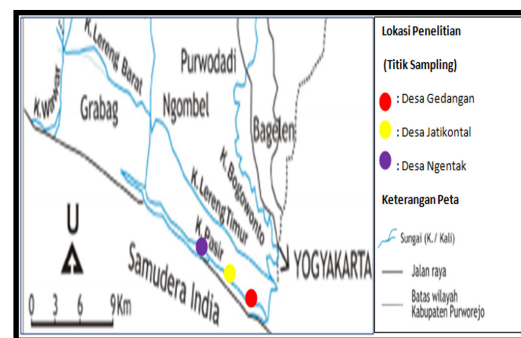 K. Lereng Barat
Purwodadi
K. Wawar
Grabag
Ngombel
Bagelen
K. Bogowonto
K. Lereng Timur
K. Pasir
U
YOGYAKARTA
Samudera India
0 3 6 9Km
Lokasi Penelitian
(Titik Sampling)
: Desa Gedangan
: Desa Jatikontal
: Desa Ngentak
Keterangan Peta
Sungai (K./ Kali)
Jalan raya
Batas wilayah
Kabupaten Purworejo